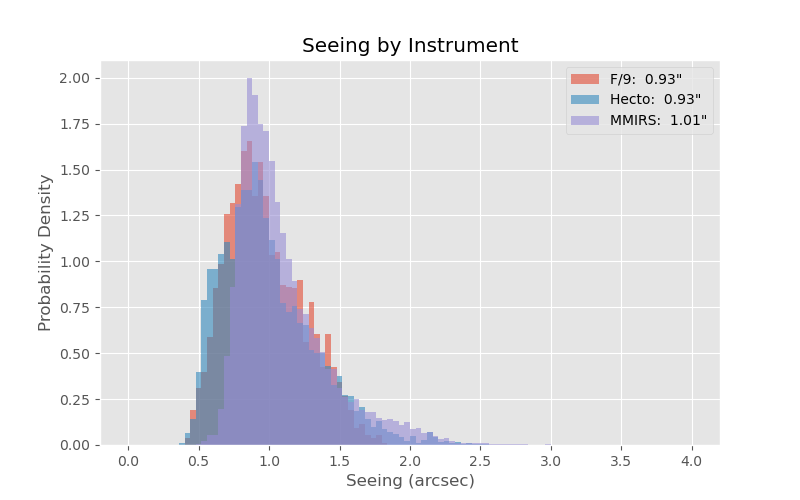 Seeing by Instrument
F/9:  0.93"
Hecto:  0.93"
MMIRS:  1.01"
Probability Density
2.00
1.75
1.50
1.25
1.00
0.75
0.50
0.25
0.00
0.0 0.5 1.0 1.5 2.0 2.5 3.0 3.5 4.0
Seeing (arcsec)